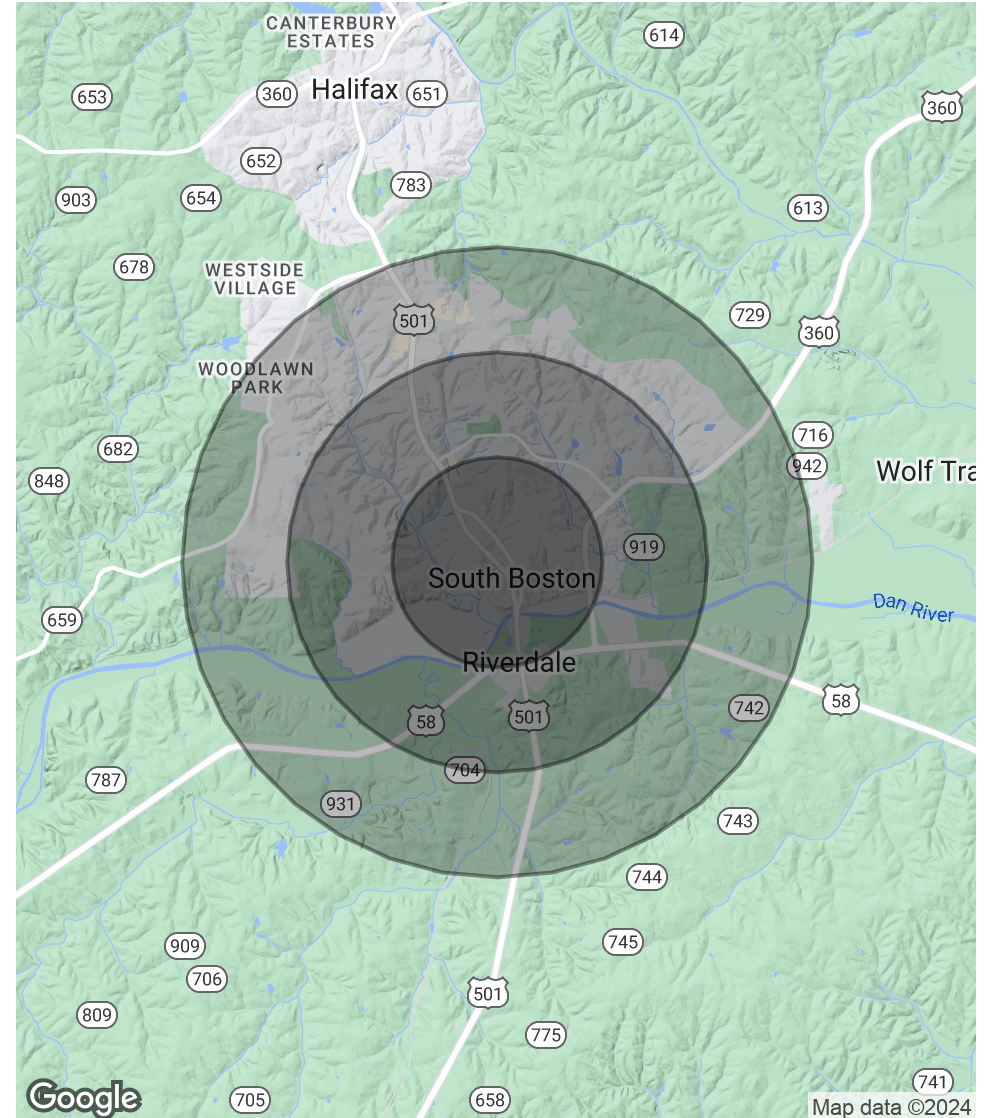 CANTERBURY
ESTATES
614
Halifax
360
651
653
360
652
783
903
654
613
678
WESTSIDE
VILLAGE
501
729
360
WOODLAWN
PARK
716
682
942
848
Wolf Tra
919
South Boston
Dan River
659
Riverdale
58
742
58
501
704
787
931
743
744
909
745
706
501
809
775
741
Google
705
658
Map data ©2024